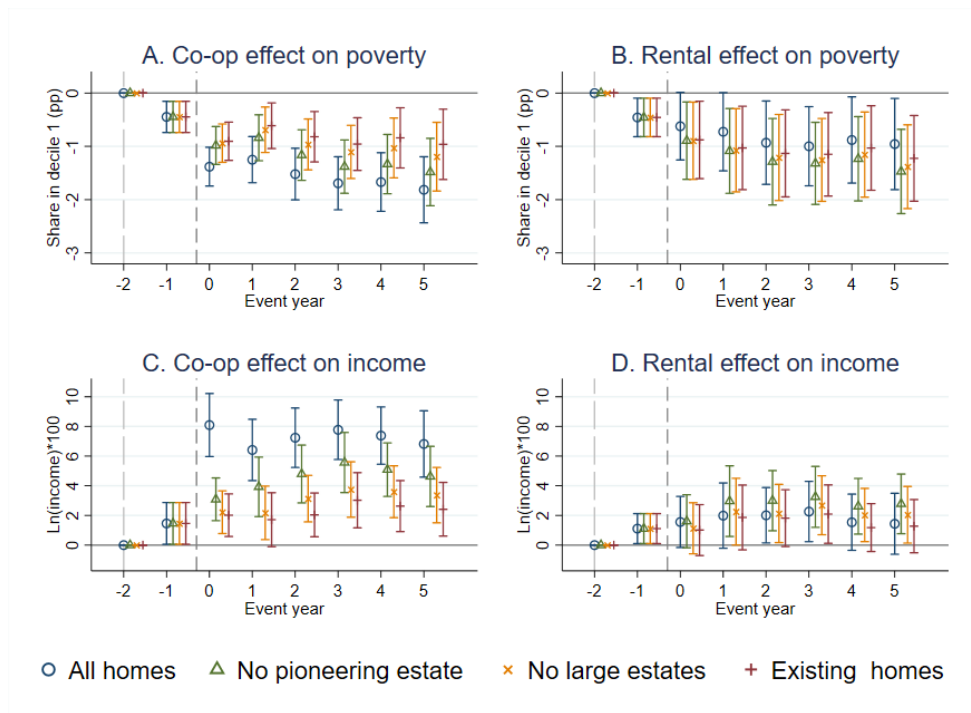 A. Co-op effect on poverty
Share in decile 1 (pp)
0
-1
-2
-3
-2 -1 0 1 2 3 4 5
Event year
B. Rental effect on poverty
Share in decile 1 (pp)
0
-1
-2
-3
-2 -1 0 1 2 3 4 5
Event year
C. Co-op effect on income
Ln(income)*100
10
8
6
4
2
0
-2 -1 0 1 2 3 4 5
Event year
D. Rental effect on income
Ln(income)*100
10
8
6
4
2
0
-2 -1 0 1 2 3 4 5
Event year
All homes No pioneering estate No large estates Existing homes